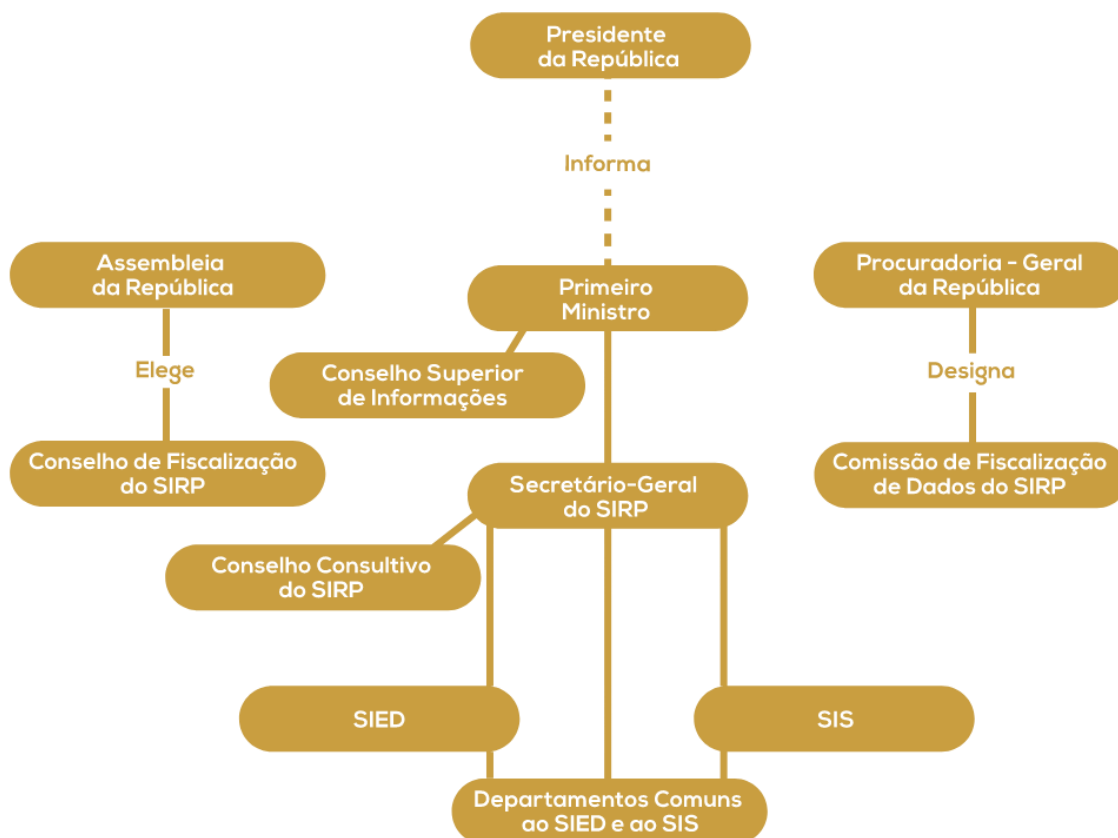 Presidente
da República
Informa
Assembleia
da República
Primeiro
Ministro
Procuradoria - Geral
da República
Elege
Conselho Superior
de Informações
Designa
Conselho de Fiscalização
do SIRP
Secretário-Geral
do SIRP
Comissão de Fiscalização
de Dados do SIRP
Conselho Consultivo
do SIRP
SIED
SIS
Departamentos Comuns
ao SIED e ao SIS